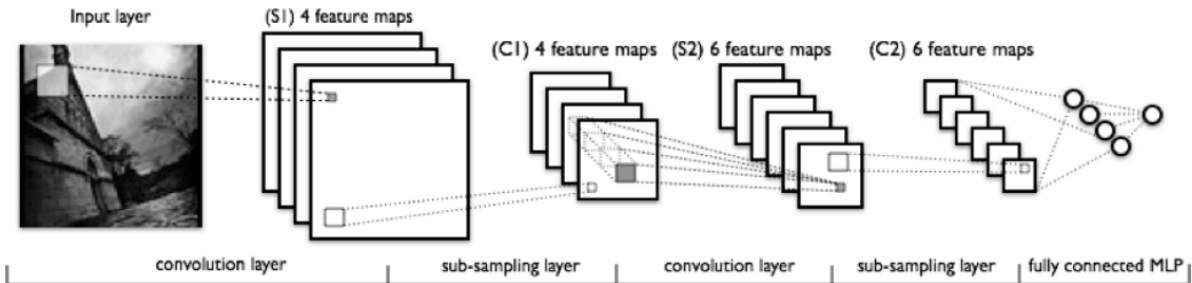 Input layer
(S1) 4 feature maps
(C1) 4 feature maps
(S2) 6 feature maps
(C2) 6 feature maps
convolution layer
sub-sampling layer
convolution layer
sub-sampling layer
fully connected MLP